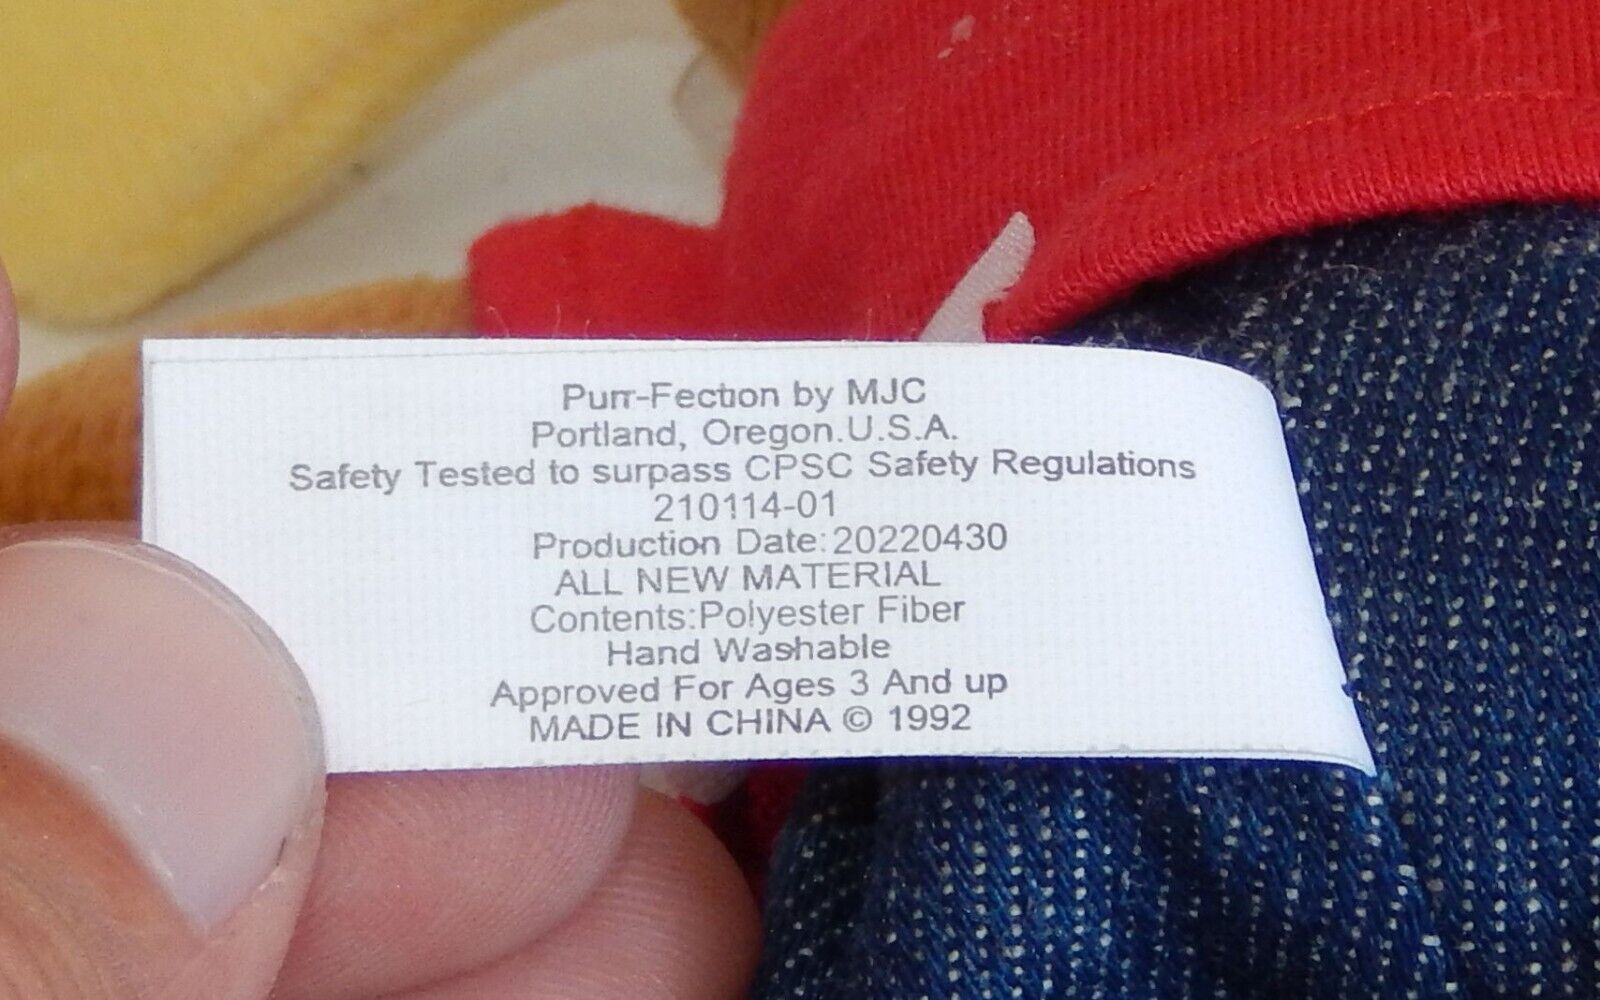 Purr-Fection by MJC
Portland, Oregon.U.S.A.
Safety Tested to surpass CPSC Safety Regulations
210114-01
Production Date:20220430
ALL NEW MATERIAL
Contents:Polyester Fiber
Hand Washable
Approved For Ages 3 And up
MADE IN CHINA © 1992